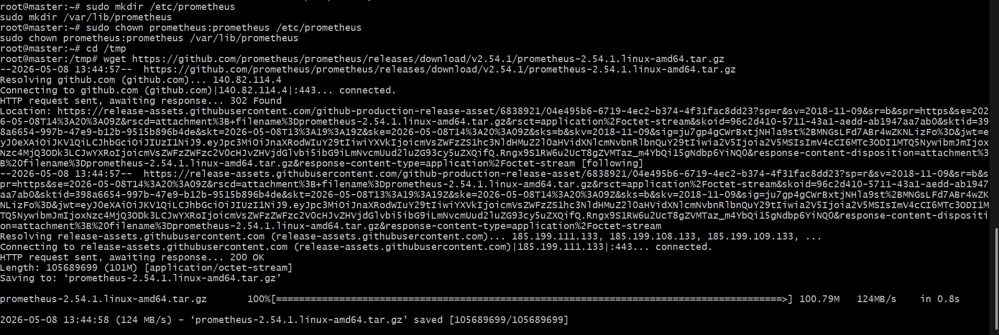 root@master:~# sudo mkdir /etc/prometheus
sudo mkdir /var/lib/prometheus
root@master:~# sudo chown prometheus:prometheus /etc/prometheus
sudo chown prometheus:prometheus /var/lib/prometheus
root@master:~# cd /tmp
root@master:/tmp# wget https://github.com/prometheus/prometheus/releases/download/v2.54.1/prometheus-2.54.1.linux-amd64.tar.gz
--2026-05-08 13:44:57--  https://github.com/prometheus/prometheus/releases/download/v2.54.1/prometheus-2.54.1.linux-amd64.tar.gz
Resolving github.com (github.com)... 140.82.114.4
Connecting to github.com (github.com)|140.82.114.4|:443... connected.
HTTP request sent, awaiting response... 302 Found
Location: https://release-assets.githubusercontent.com/github-production-release-asset/6838921/04e495b6-6719-4ec2-b374-4f31fac8dd23?sp=r&sv=2018-11-09&sr=b&spr=https&se=202
6-05-08T14%3A20%3A09Z&rscd=attachment%3B+filename%3Dprometheus-2.54.1.linux-amd64.tar.gz&rsct=application%2Foctet-stream&skoid=96c2d410-5711-43a1-aedd-ab1947aa7ab0&sktid=39
8a6654-997b-47e9-b12b-9515b896b4de&skt=2026-05-08T13%3A19%3A19Z&ske=2026-05-08T14%3A20%3A09Z&sks=b&skv=2018-11-09&sig=ju7gp4gCWrBxtjNHla9st%2BMNGsLFd7ABr4wZKNLizFo%3D&jwt=e
yJ0eXAiOiJKV1QiLCJhbGciOiJIUzI1NiJ9.eyJpc3MiOiJnaXRodWIuY29tIiwiYXVkIjoicmVsZWFzZS1hc3NldHMuZ2l0aHVidXNlcmNvbnRlbnQuY29tIiwia2V5Ijoia2V5MSIsImV4cCI6MTc3ODI1MTQ5NywibmJmIjox
Nzc4MjQ3ODk3LCJwYXRoIjoicmVsZWFzZWFzc2V0cHJvZHVjdGlvbi5ibG9iLmNvcmUud2luZG93cy5uZXQifQ.Rngx9S1RW6u2UcT8gZVMTaz_m4YbQi15gNdbp6YiNQ0&response-content-disposition=attachment%3
B%20filename%3Dprometheus-2.54.1.linux-amd64.tar.gz&response-content-type=application%2Foctet-stream [following]
--2026-05-08 13:44:57--  https://release-assets.githubusercontent.com/github-production-release-asset/6838921/04e495b6-6719-4ec2-b374-4f31fac8dd23?sp=r&sv=2018-11-09&sr=b&s
pr=https&se=2026-05-08T14%3A20%3A09Z&rscd=attachment%3B+filename%3Dprometheus-2.54.1.linux-amd64.tar.gz&rsct=application%2Foctet-stream&skoid=96c2d410-5711-43a1-aedd-ab1947
aa7ab0&sktid=398a6654-997b-47e9-b12b-9515b896b4de&skt=2026-05-08T13%3A19%3A19Z&ske=2026-05-08T14%3A20%3A09Z&sks=b&skv=2018-11-09&sig=ju7gp4gCWrBxtjNHla9st%2BMNGsLFd7ABr4wZK
NLizFo%3D&jwt=eyJ0eXAiOiJKV1QiLCJhbGciOiJIUzI1NiJ9.eyJpc3MiOiJnaXRodWIuY29tIiwiYXVkIjoicmVsZWFzZS1hc3NldHMuZ2l0aHVidXNlcmNvbnRlbnQuY29tIiwia2V5Ijoia2V5MSIsImV4cCI6MTc3ODI1M
TQ5NywibmJmIjoxNzc4MjQ3ODk3LCJwYXRoIjoicmVsZWFzZWFzc2V0cHJvZHVjdGlvbi5ibG9iLmNvcmUud2luZG93cy5uZXQifQ.Rngx9S1RW6u2UcT8gZVMTaz_m4YbQi15gNdbp6YiNQ0&response-content-dispositi
on=attachment%3B%20filename%3Dprometheus-2.54.1.linux-amd64.tar.gz&response-content-type=application%2Foctet-stream
Resolving release-assets.githubusercontent.com (release-assets.githubusercontent.com)... 185.199.111.133, 185.199.108.133, 185.199.109.133, ...
Connecting to release-assets.githubusercontent.com (release-assets.githubusercontent.com)|185.199.111.133|:443... connected.
HTTP request sent, awaiting response... 200 OK
Length: 105689699 (101M) [application/octet-stream]
Saving to: ‘prometheus-2.54.1.linux-amd64.tar.gz’
prometheus-2.54.1.linux-amd64.tar.gz       100%[========================================================================================>] 100.79M   124MB/s    in 0.8s
2026-05-08 13:44:58 (124 MB/s) - ‘prometheus-2.54.1.linux-amd64.tar.gz’ saved [105689699/105689699]